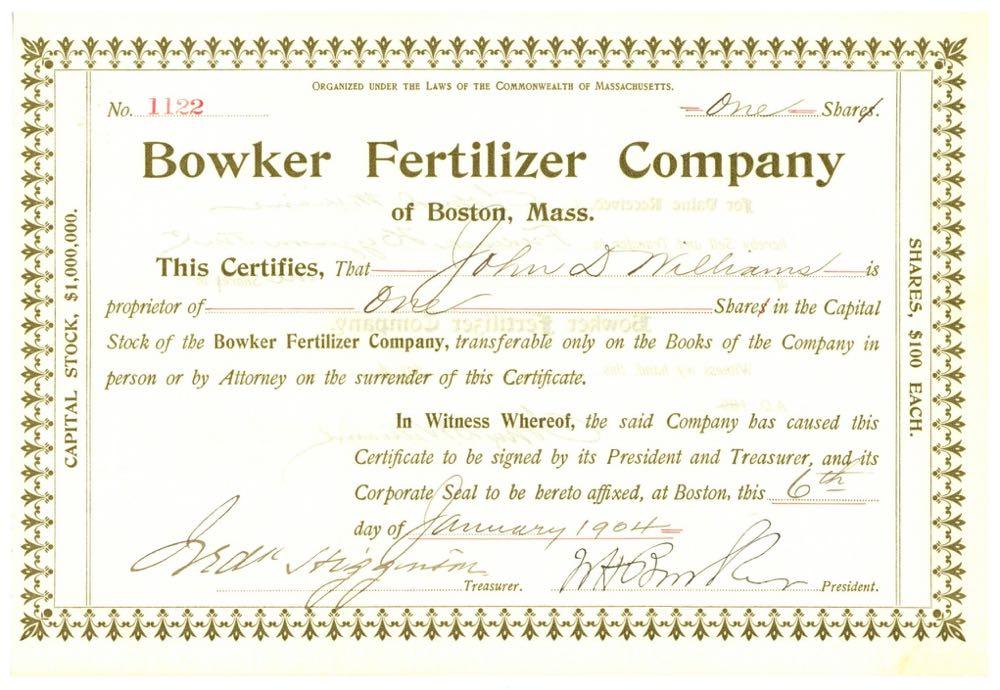 ORGANIZED UNDER THE LAWS OF THE COMMONWEALTH OF MASSACHUSETTS.
No. 1122 One Share.
Bowker Fertilizer Company
of Boston, Mass.
This Certifies, That John D Williams is
proprietor of One Share in the Capital
Stock of the Bowker Fertilizer Company, transferable only on the Books of the Company in
person or by Attorney on the surrender of this Certificate.
In Witness Whereof, the said Company has caused this
Certificate to be signed by its President and Treasurer, and its
Corporate Seal to be hereto affixed, at Boston, this 6th
day of January 1904
Fredk Higginson Treasurer. W H Bowker President.
CAPITAL STOCK, $1,000,000.
SHARES, $100 EACH.